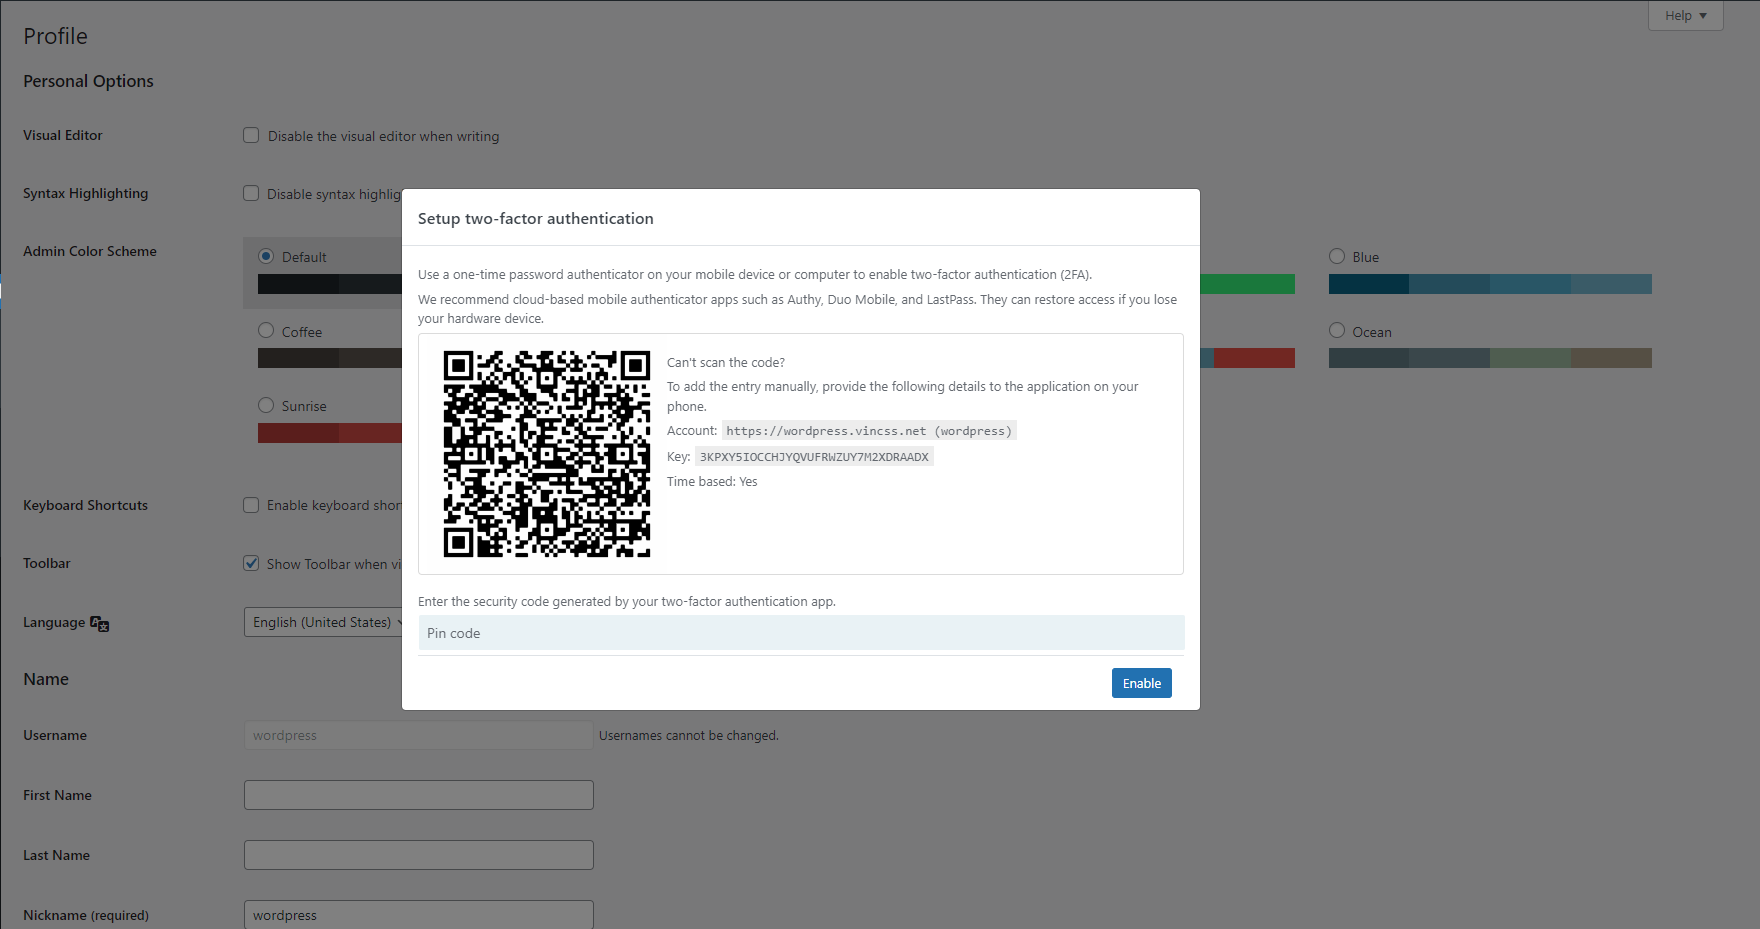 Help
Profile
Personal Options
Visual Editor
Disable the visual editor when writing
Syntax Highlighting
Disable syntax highlig
Admin Color Scheme
Default
Blue
Coffee
Ocean
Sunrise
Keyboard Shortcuts
Enable keyboard shor
Toolbar
Show Toolbar when vi
Language
English (United States)
Name
Username
wordpress
Usernames cannot be changed.
First Name
Last Name
Nickname (required)
wordpress
Setup two-factor authentication
Use a one-time password authenticator on your mobile device or computer to enable two-factor authentication (2FA).
We recommend cloud-based mobile authenticator apps such as Authy, Duo Mobile, and LastPass. They can restore access if you lose
your hardware device.
Can't scan the code?
To add the entry manually, provide the following details to the application on your
phone.
Account: https://wordpress.vincss.net (wordpress)
Key: 3KPXY5IOCCHJYQVUFRWZUY7M2XDRAADX
Time based: Yes
Enter the security code generated by your two-factor authentication app.
Pin code
Enable